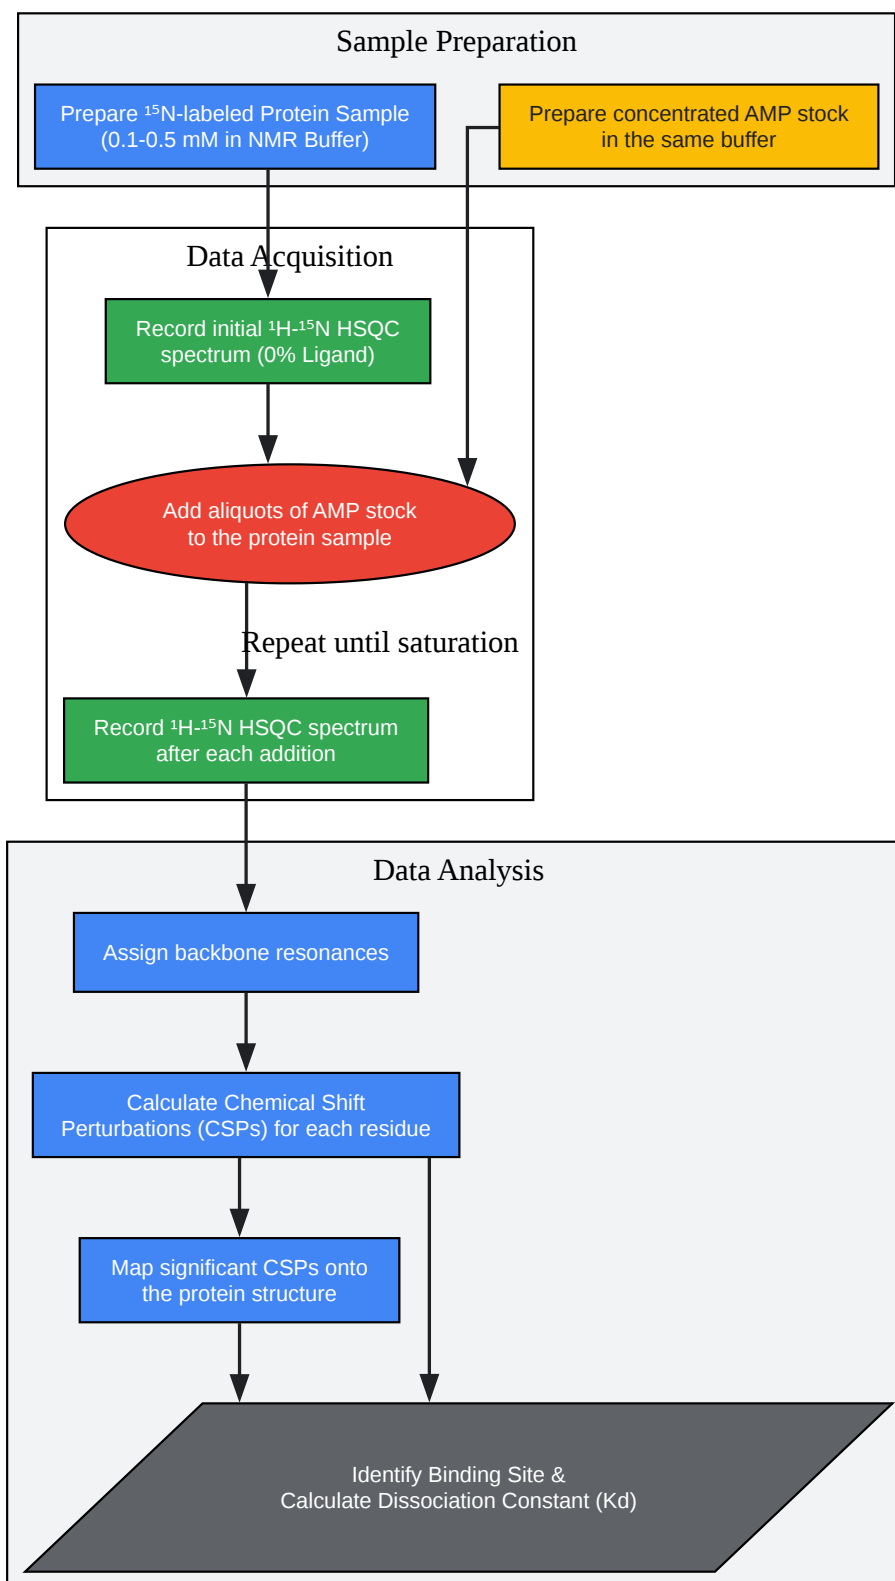 Sample Preparation
Prepare ¹⁵N-labeled Protein Sample
(0.1-0.5 mM in NMR Buffer)
Prepare concentrated AMP stock
in the same buffer
Data Acquisition
Record initial ¹H-¹⁵N HSQC
spectrum (0% Ligand)
Add aliquots of AMP stock
to the protein sample
Repeat until saturation
Record ¹H-¹⁵N HSQC spectrum
after each addition
Data Analysis
Assign backbone resonances
Calculate Chemical Shift
Perturbations (CSPs) for each residue
Map significant CSPs onto
the protein structure
Identify Binding Site &
Calculate Dissociation Constant (Kd)